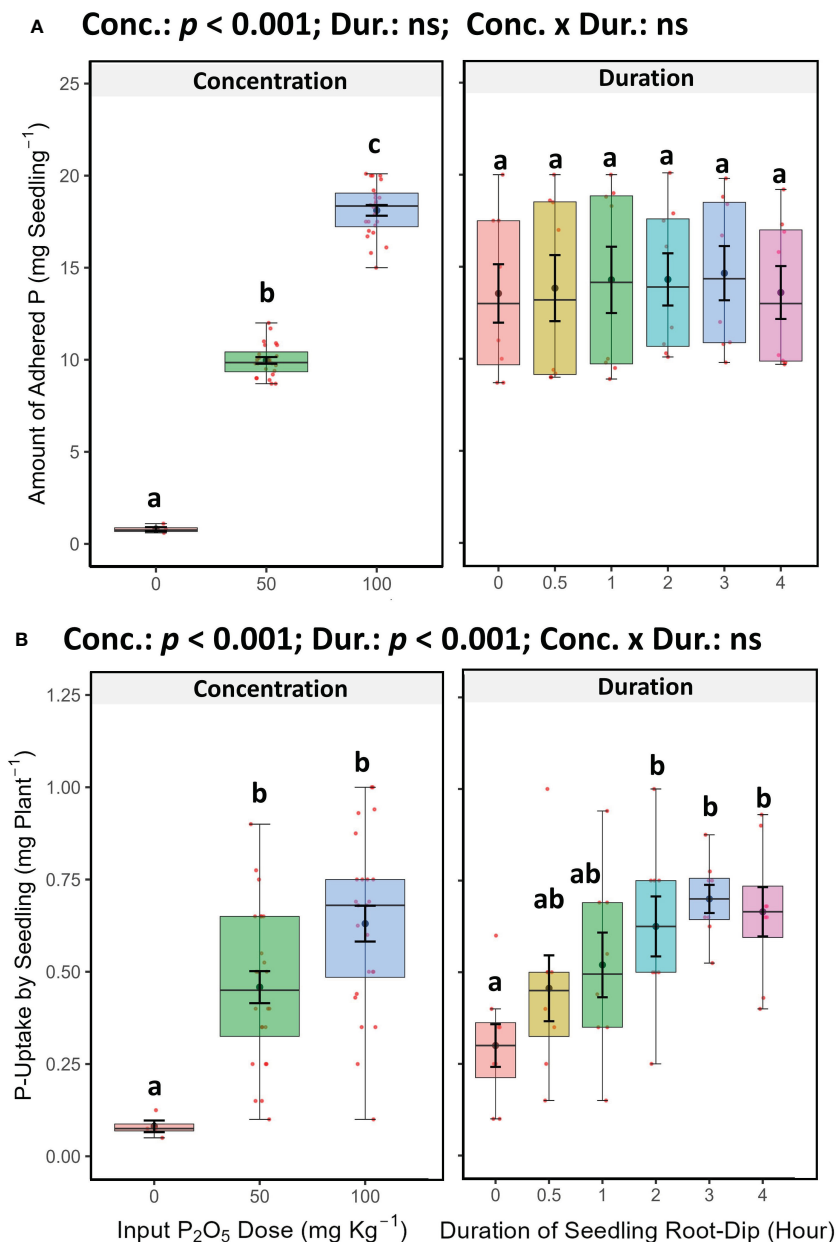 A Conc.: p < 0.001; Dur.: ns; Conc. x Dur.: ns
Concentration
Duration
Amount of Adhered P (mg Seedling⁻¹)
25
20
15
10
5
0
a
b
c
a a a a a a
0 50 100
0 0.5 1 2 3 4
B Conc.: p < 0.001; Dur.: p < 0.001; Conc. x Dur.: ns
Concentration
Duration
P-Uptake by Seedling (mg Plant⁻¹)
1.25
1.00
0.75
0.50
0.25
0.00
a
b
b
a ab ab b b b
0 50 100
0 0.5 1 2 3 4
Input P₂O₅ Dose (mg Kg⁻¹)
Duration of Seedling Root-Dip (Hour)